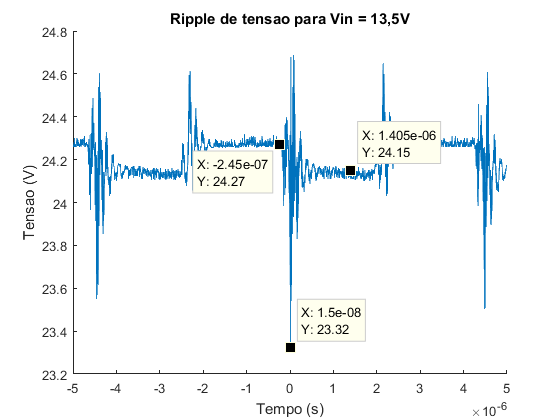 Ripple de tensao para Vin = 13,5V
Tensao (V)
24.8
24.6
24.4
24.2
24
23.8
23.6
23.4
23.2
X: -2.45e-07
Y: 24.27
X: 1.405e-06
Y: 24.15
X: 1.5e-08
Y: 23.32
-5 -4 -3 -2 -1 0 1 2 3 4 5
Tempo (s)
×10^-6